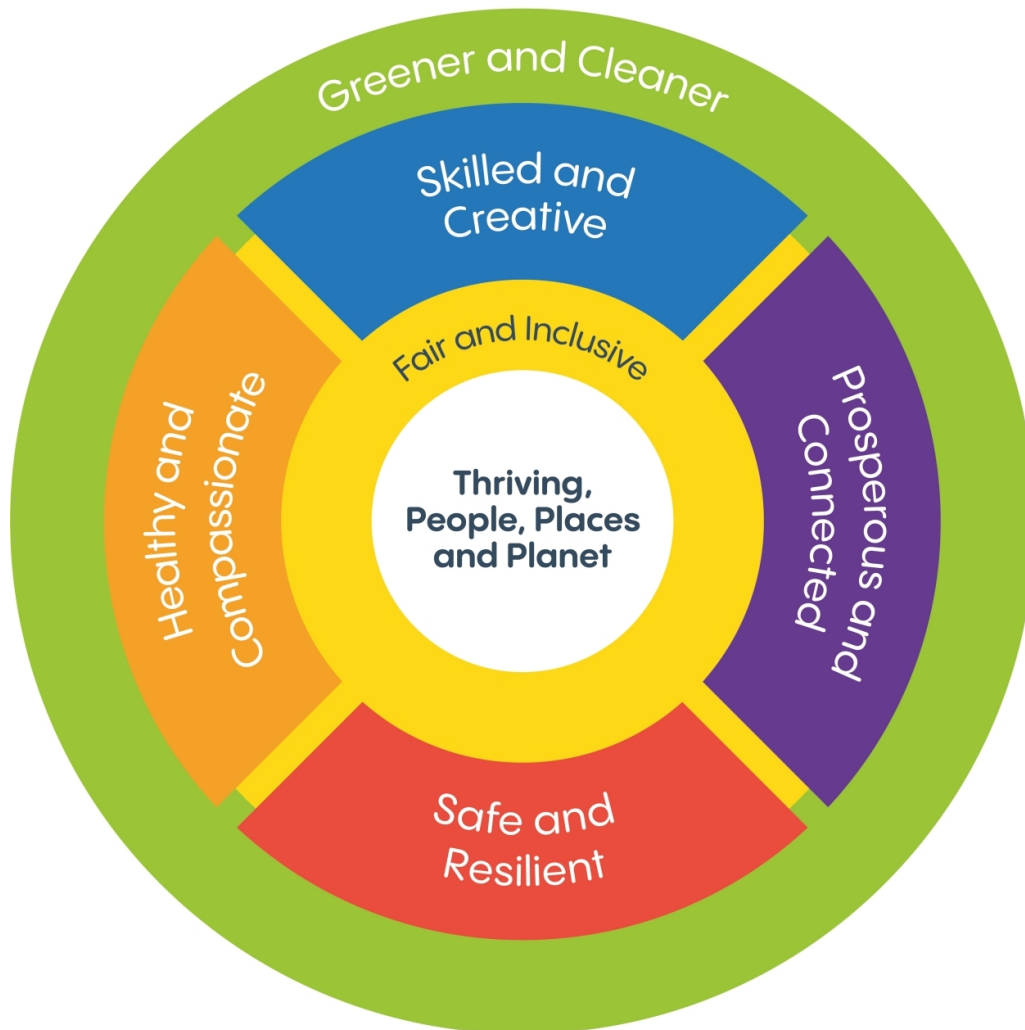 Greener and Cleaner
Skilled and
Creative
Fair and Inclusive
Healthy and
Compassionate
Thriving,
People, Places
and Planet
Prosperous and
Connected
Safe and
Resilient